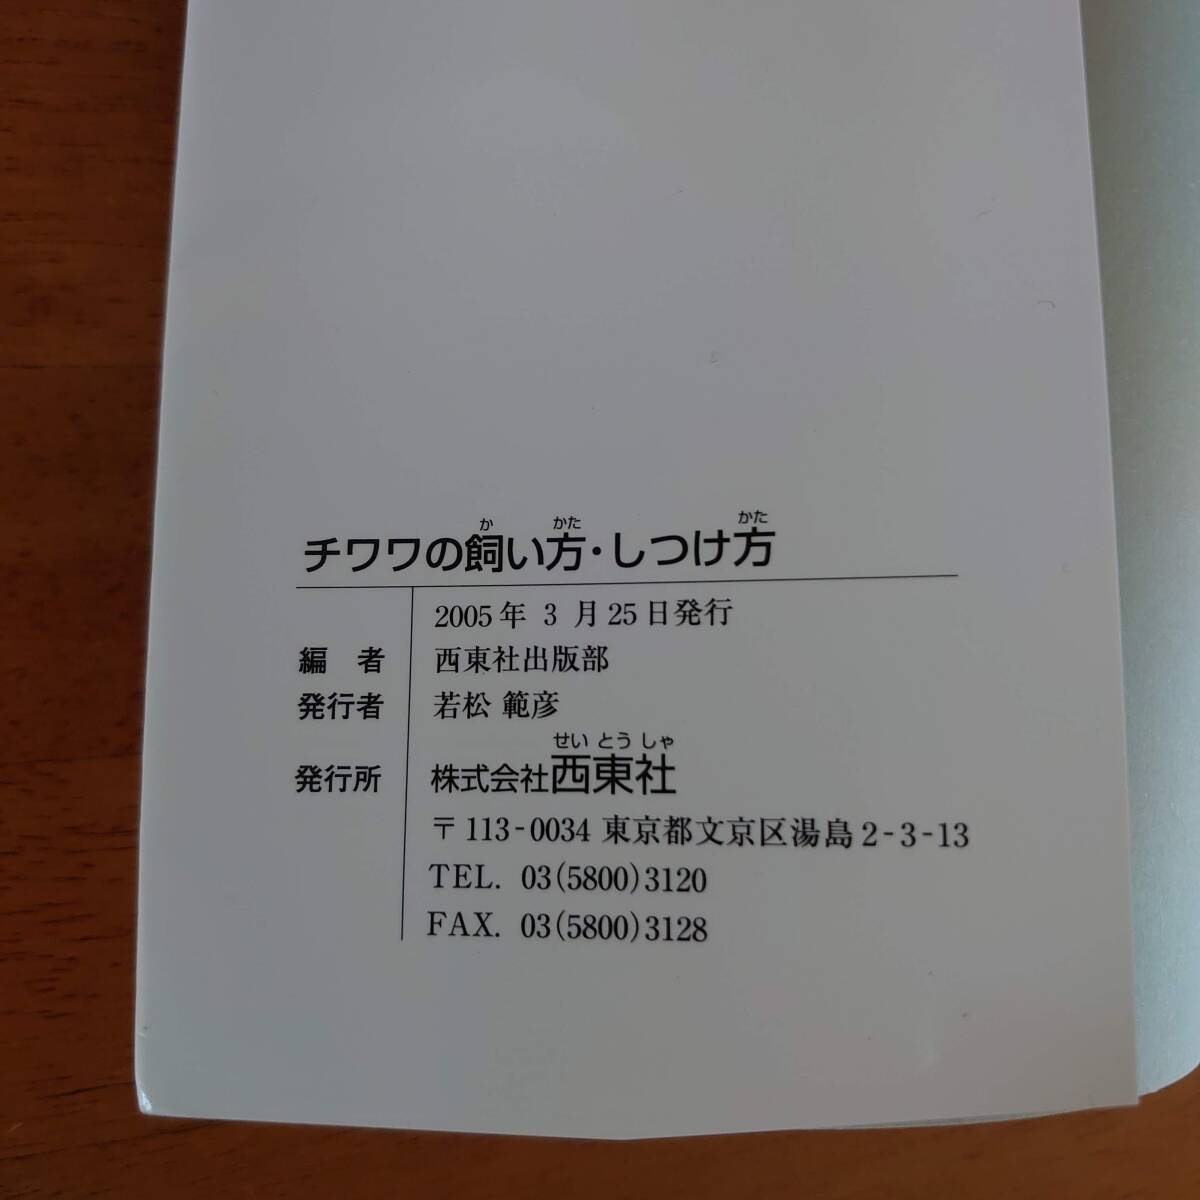 チワワの飼い方・しつけ方
2005年 3 月25日発行
編 者 西東社出版部
発行者 若松 範彦
発行所 株式会社西東社
〒113-0034 東京都文京区湯島2-3-13
TEL. 03(5800)3120
FAX. 03(5800)3128